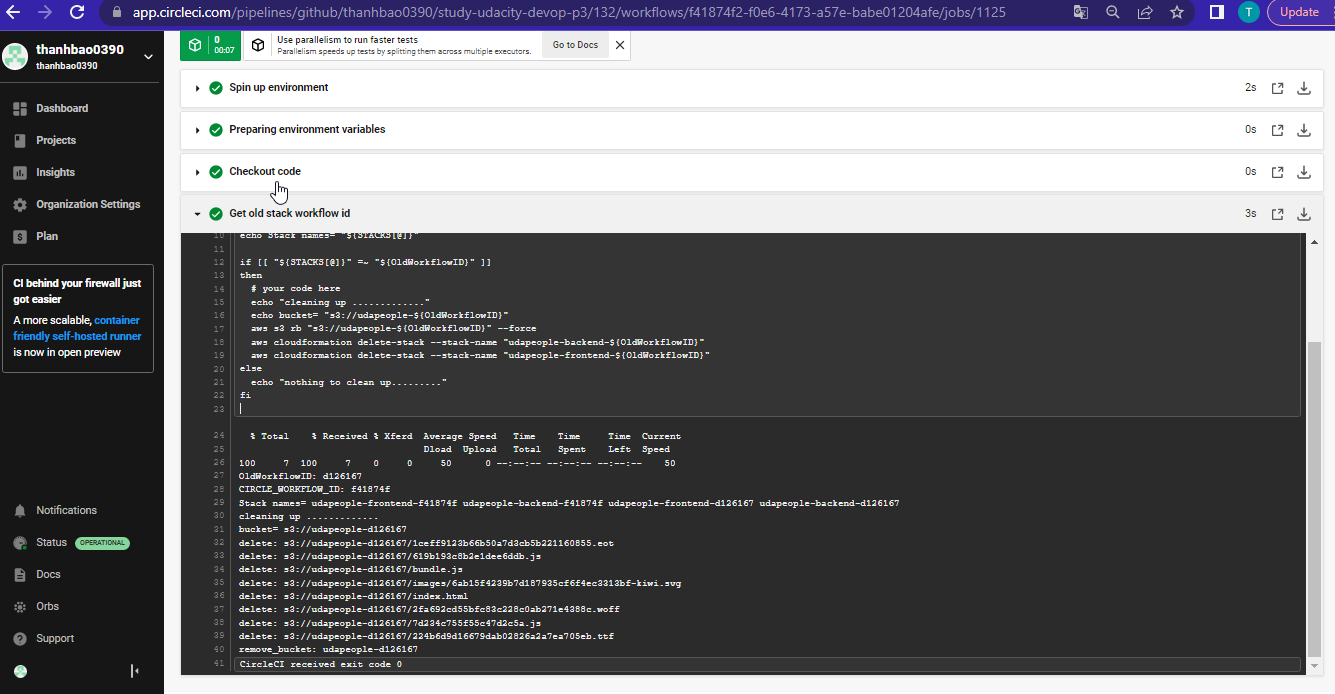 app.circleci.com/pipelines/github/thanhbao0390/study-udacity-devop-p3/132/workflows/f41874f2-f0e6-4173-a57e-babe01204afe/jobs/1125
T
Update
thanhbao0390
thanhbao0390
Dashboard
Projects
Insights
Organization Settings
Plan
CI behind your firewall just
got easier
A more scalable, container
friendly self-hosted runner
is now in open preview
Notifications
Status OPERATIONAL
Docs
Orbs
Support
0
00:07
Use parallelism to run faster tests
Parallelism speeds up tests by splitting them across multiple executors.
Go to Docs
Spin up environment 2s
Preparing environment variables 0s
Checkout code 0s
Get old stack workflow id 3s
10 echo Stack names= "${STACKS[@]}"
11
12 if [[ "${STACKS[@]}" =~ "${OldWorkflowID}" ]]
13 then
14 # your code here
15 echo "cleaning up ............."
16 echo bucket= "s3://udapeople-${OldWorkflowID}"
17 aws s3 rb "s3://udapeople-${OldWorkflowID}" --force
18 aws cloudformation delete-stack --stack-name "udapeople-backend-${OldWorkflowID}"
19 aws cloudformation delete-stack --stack-name "udapeople-frontend-${OldWorkflowID}"
20 else
21 echo "nothing to clean up........."
22 fi
23
24 % Total % Received % Xferd Average Speed Time Time Time Current
25 Dload Upload Total Spent Left Speed
26 100 7 100 7 0 0 50 0 --:--:-- --:--:-- --:--:-- 50
27 OldWorkflowID: d126167
28 CIRCLE_WORKFLOW_ID: f41874f
29 Stack names= udapeople-frontend-f41874f udapeople-backend-f41874f udapeople-frontend-d126167 udapeople-backend-d126167
30 cleaning up .............
31 bucket= s3://udapeople-d126167
32 delete: s3://udapeople-d126167/1ceff9123b66b50a7d3cb5b221160855.eot
33 delete: s3://udapeople-d126167/619b193c8b2e1dee6ddb.js
34 delete: s3://udapeople-d126167/bundle.js
35 delete: s3://udapeople-d126167/images/6ab15f4239b7d187935cf6f4ec3313bf-kiwi.svg
36 delete: s3://udapeople-d126167/index.html
37 delete: s3://udapeople-d126167/2fa692cd55bfc83c228c0ab271e4388c.woff
38 delete: s3://udapeople-d126167/7d234c755f55c47d2c5a.js
39 delete: s3://udapeople-d126167/224b6d9d16679dab02826a2a7ea705eb.ttf
40 remove_bucket: udapeople-d126167
41 CircleCI received exit code 0